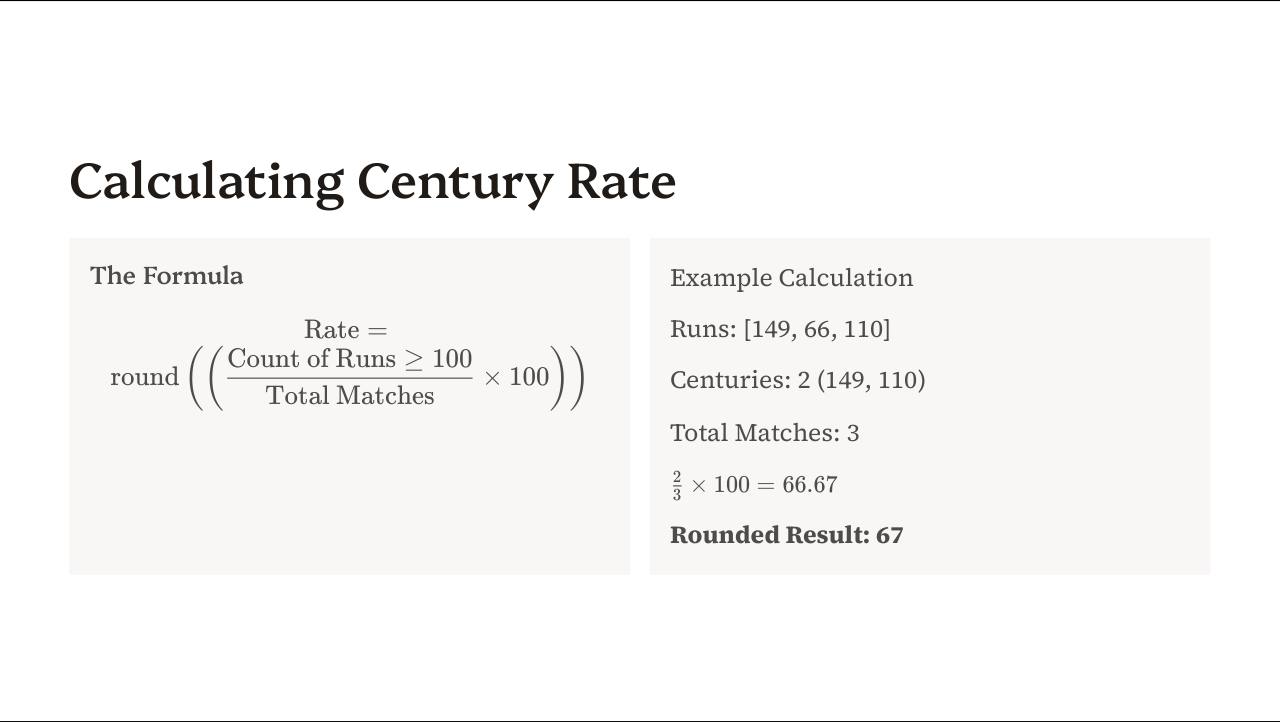 Calculating Century Rate
The Formula
Rate =
round ((Count of Runs ≥ 100 / Total Matches × 100))
Example Calculation
Runs: [149, 66, 110]
Centuries: 2 (149, 110)
Total Matches: 3
2/3 × 100 = 66.67
Rounded Result: 67